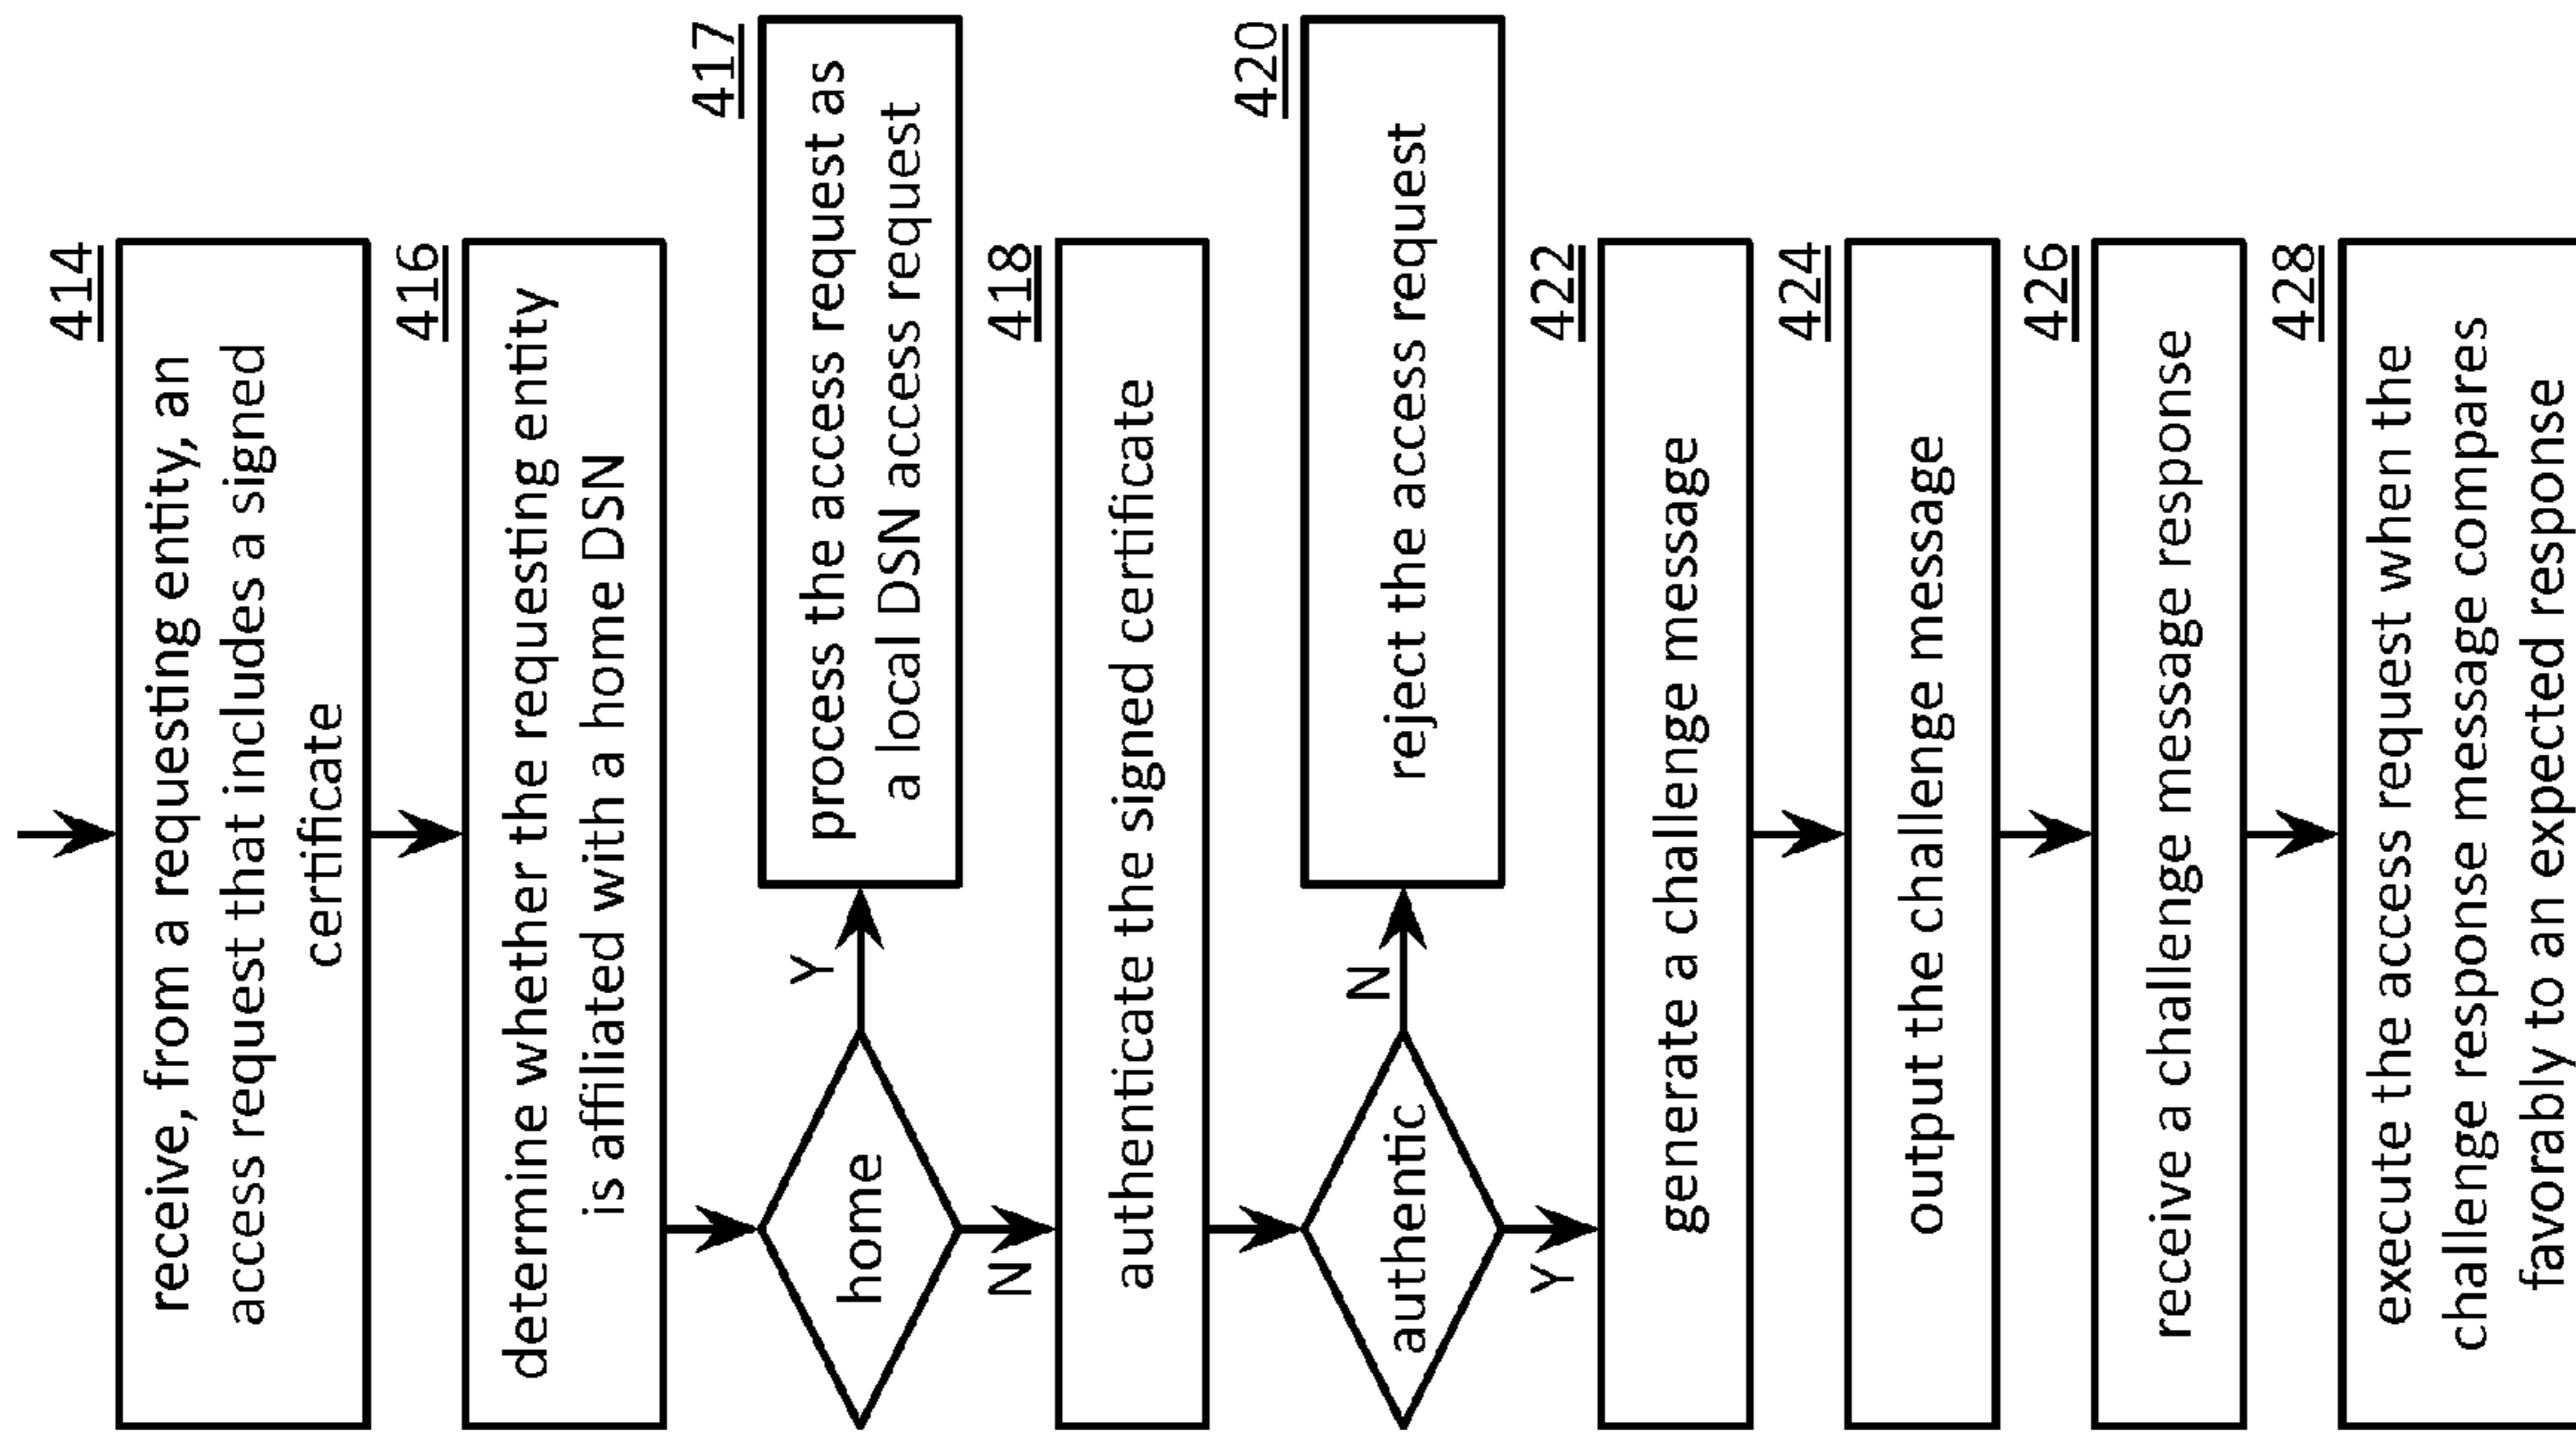 414
receive, from a requesting entity, an
access request that includes a signed
certificate
416
determine whether the requesting entity
is affiliated with a home DSN
home
Y
N
417
process the access request as
a local DSN access request
418
authenticate the signed certificate
authentic
N
Y
420
reject the access request
422
generate a challenge message
424
output the challenge message
426
receive a challenge message response
428
execute the access request when the
challenge response message compares
favorably to an expected response